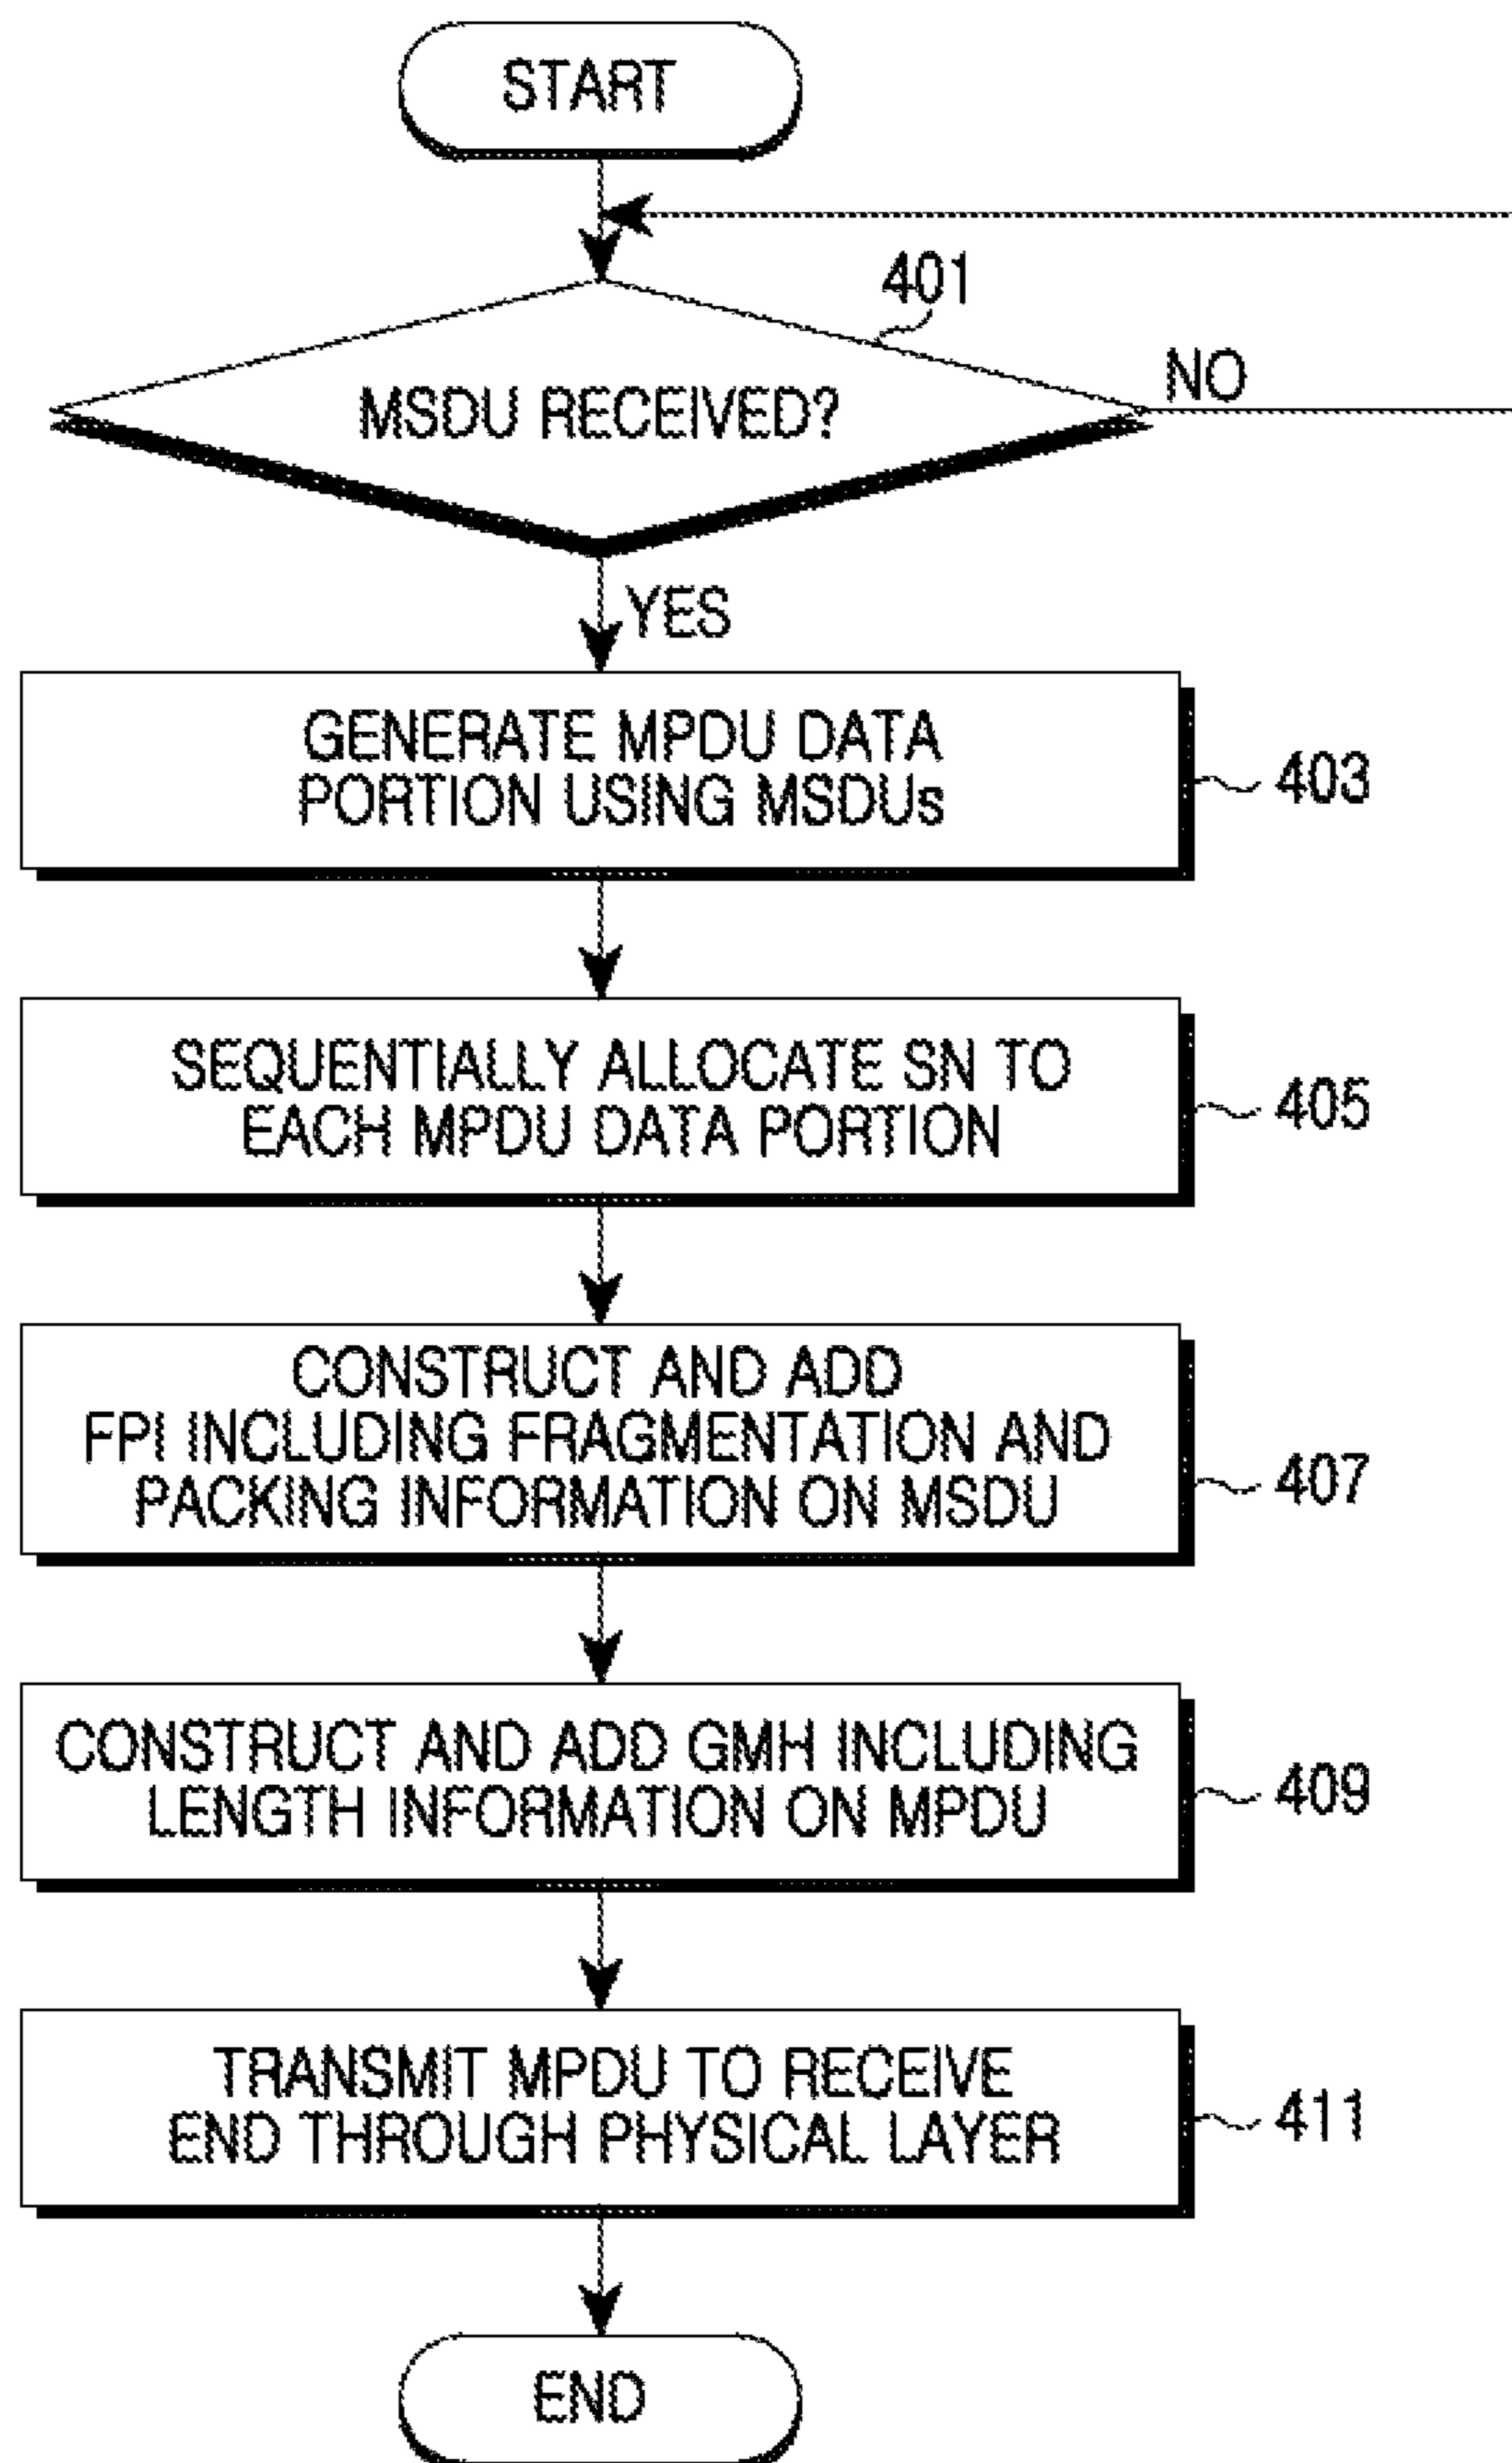 START
401
MSDU RECEIVED?
NO
YES
GENERATE MPDU DATA
PORTION USING MSDUs
403
SEQUENTIALLY ALLOCATE SN TO
EACH MPDU DATA PORTION
405
CONSTRUCT AND ADD
FPI INCLUDING FRAGMENTATION AND
PACKING INFORMATION ON MSDU
407
CONSTRUCT AND ADD GMH INCLUDING
LENGTH INFORMATION ON MPDU
409
TRANSMIT MPDU TO RECEIVE
END THROUGH PHYSICAL LAYER
411
END